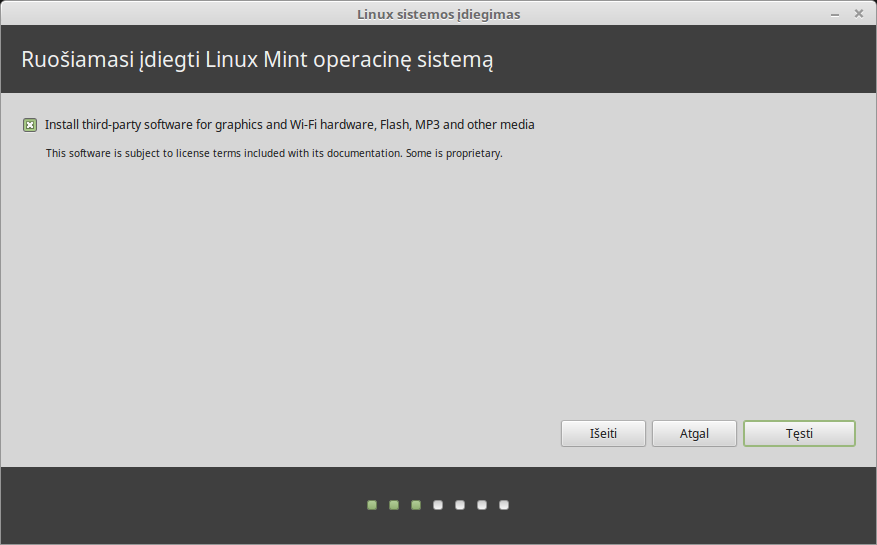 Linux sistemos įdiegimas
Ruošiamasi įdiegti Linux Mint operacinę sistemą
Install third-party software for graphics and Wi-Fi hardware, Flash, MP3 and other media
This software is subject to license terms included with its documentation. Some is proprietary.
Išeiti Atgal Tęsti